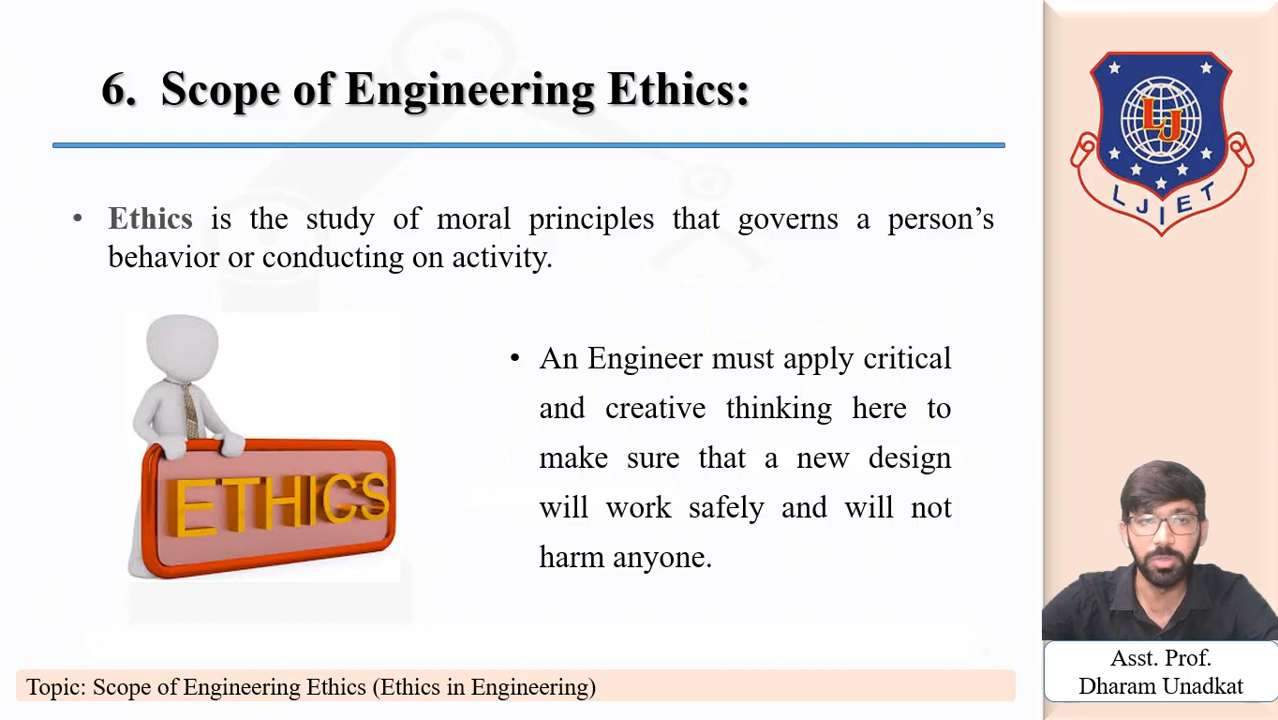 6. Scope of Engineering Ethics:
• Ethics is the study of moral principles that governs a person’s
behavior or conducting on activity.
ETHICS
• An Engineer must apply critical
and creative thinking here to
make sure that a new design
will work safely and will not
harm anyone.
Topic: Scope of Engineering Ethics (Ethics in Engineering)
LJ
LJIET
Asst. Prof.
Dharam Unadkat